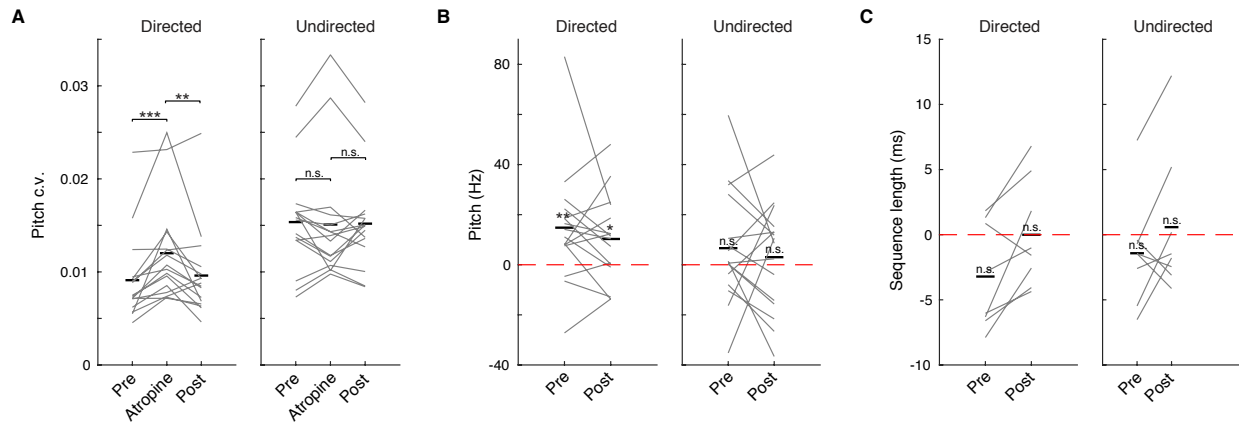 A
Directed
Undirected
Pitch c.v.
0.03
0.02
0.01
0
***
**
n.s.
n.s.
Pre
Atropine
Post
Pre
Atropine
Post
B
Directed
Undirected
Pitch (Hz)
80
40
0
-40
**
*
n.s.
n.s.
Pre
Post
Pre
Post
C
Directed
Undirected
Sequence length (ms)
15
10
5
0
-5
-10
n.s.
n.s.
n.s.
n.s.
Pre
Post
Pre
Post